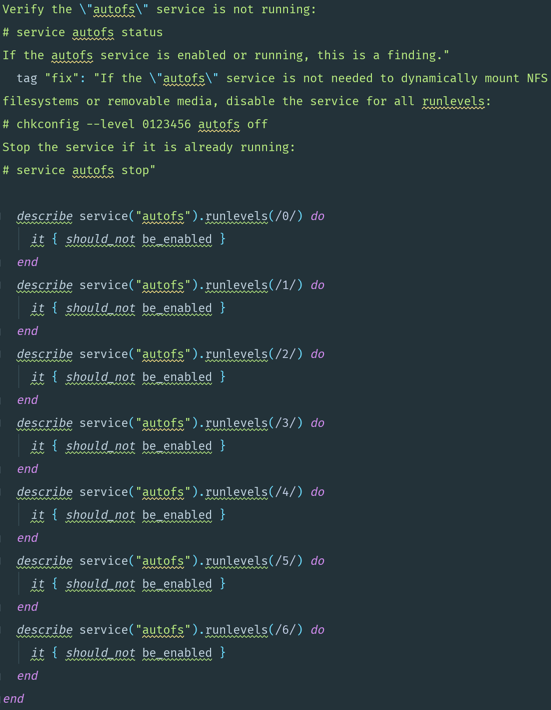 Verify the \"autofs\" service is not running:
# service autofs status
If the autofs service is enabled or running, this is a finding."
  tag "fix": "If the \"autofs\" service is not needed to dynamically mount NFS
filesystems or removable media, disable the service for all runlevels:
# chkconfig --level 0123456 autofs off
Stop the service if it is already running:
# service autofs stop"

  describe service("autofs").runlevels(/0/) do
    it { should_not be_enabled }
  end
  describe service("autofs").runlevels(/1/) do
    it { should_not be_enabled }
  end
  describe service("autofs").runlevels(/2/) do
    it { should_not be_enabled }
  end
  describe service("autofs").runlevels(/3/) do
    it { should_not be_enabled }
  end
  describe service("autofs").runlevels(/4/) do
    it { should_not be_enabled }
  end
  describe service("autofs").runlevels(/5/) do
    it { should_not be_enabled }
  end
  describe service("autofs").runlevels(/6/) do
    it { should_not be_enabled }
  end
end